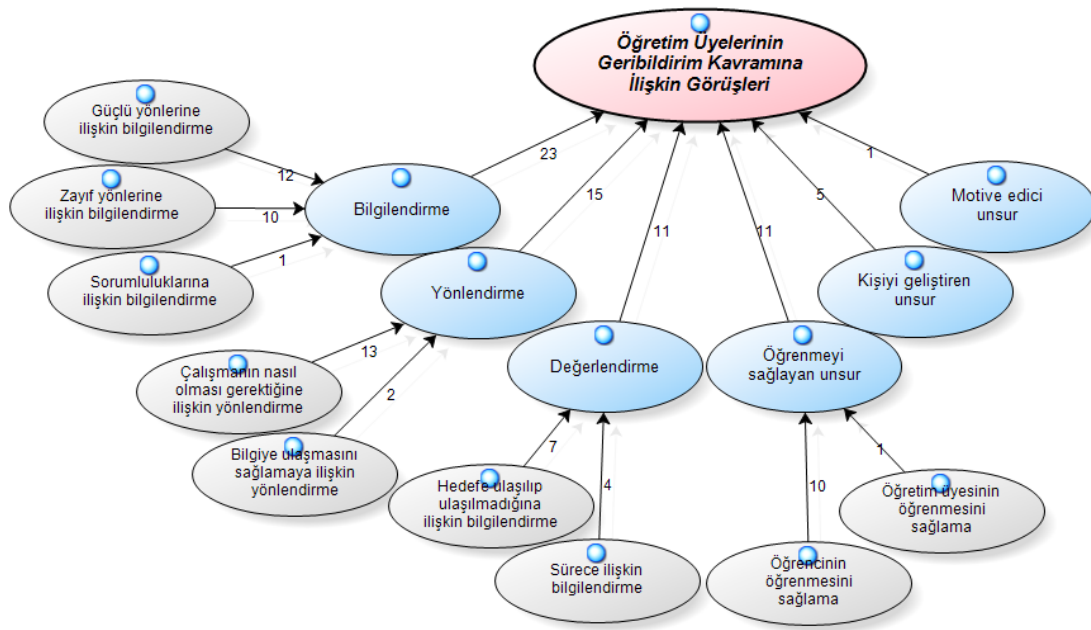 Öğretim Üyelerinin
Geribildirim Kavramına
İlişkin Görüşleri
Güçlü yönlerine
ilişkin bilgilendirme
12
Zayıf yönlerine
ilişkin bilgilendirme
10
Sorumluluklarına
ilişkin bilgilendirme
1
Bilgilendirme
23
Yönlendirme
15
Çalışmanın nasıl
olması gerektiğine
ilişkin yönlendirme
13
Bilgiye ulaşmasını
sağlamaya ilişkin
yönlendirme
2
Değerlendirme
11
Hedefe ulaşılıp
ulaşılmadığına
ilişkin bilgilendirme
7
Sürece ilişkin
bilgilendirme
4
Öğrenmeyi
sağlayan unsur
11
Öğrencinin
öğrenmesini
sağlama
10
Öğretim üyesinin
öğrenmesini
sağlama
1
Kişiyi geliştiren
unsur
5
Motive edici
unsur
1